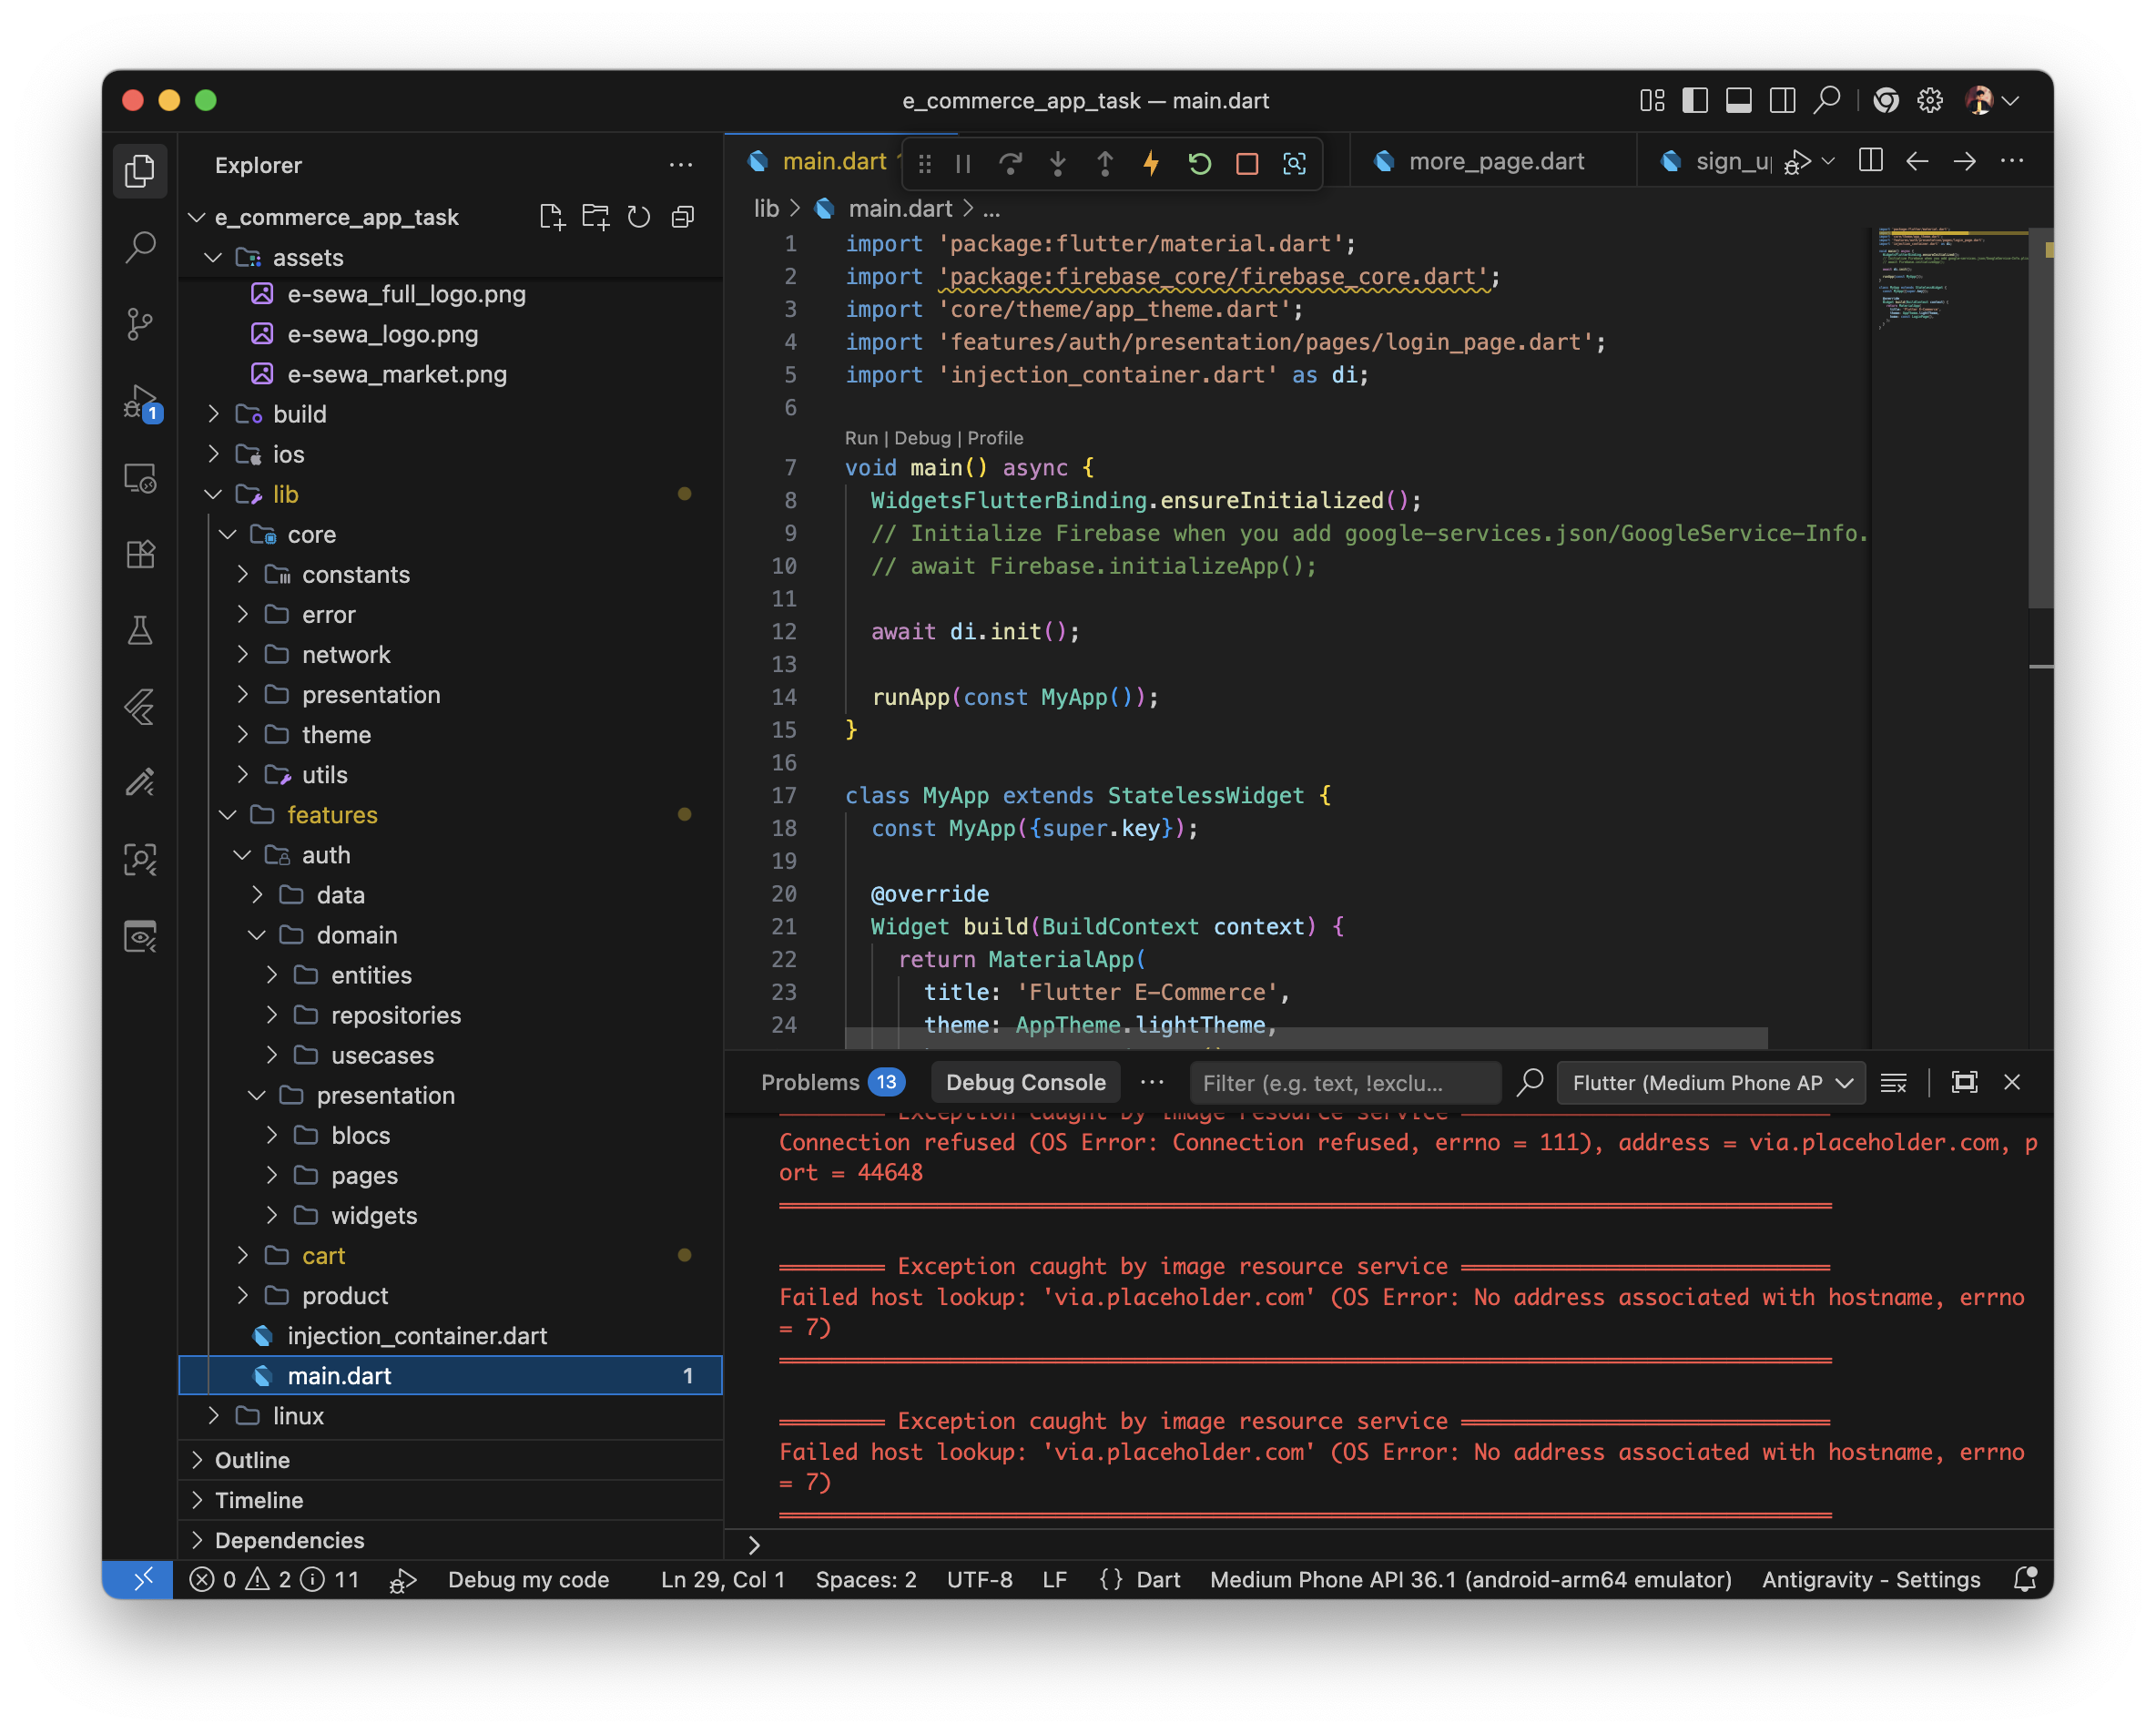 e_commerce_app_task — main.dart
Explorer
e_commerce_app_task
assets
e-sewa_full_logo.png
e-sewa_logo.png
e-sewa_market.png
build
ios
lib
core
constants
error
network
presentation
theme
utils
features
auth
data
domain
entities
repositories
usecases
presentation
blocs
pages
widgets
cart
product
injection_container.dart
main.dart 1
linux
Outline
Timeline
Dependencies
1
main.dart
more_page.dart
sign_u
lib > main.dart > ...
1 import 'package:flutter/material.dart';
2 import 'package:firebase_core/firebase_core.dart';
3 import 'core/theme/app_theme.dart';
4 import 'features/auth/presentation/pages/login_page.dart';
5 import 'injection_container.dart' as di;
6
Run | Debug | Profile
7 void main() async {
8 WidgetsFlutterBinding.ensureInitialized();
9 // Initialize Firebase when you add google-services.json/GoogleService-Info.
10 // await Firebase.initializeApp();
11
12 await di.init();
13
14 runApp(const MyApp());
15 }
16
17 class MyApp extends StatelessWidget {
18 const MyApp({super.key});
19
20 @override
21 Widget build(BuildContext context) {
22 return MaterialApp(
23 title: 'Flutter E-Commerce',
24 theme: AppTheme.lightTheme,
Problems 13 Debug Console ... Filter (e.g. text, !exclu... Flutter (Medium Phone AP
Exception caught by image resource service
Connection refused (OS Error: Connection refused, errno = 111), address = via.placeholder.com, p
ort = 44648
Exception caught by image resource service
Failed host lookup: 'via.placeholder.com' (OS Error: No address associated with hostname, errno
= 7)
Exception caught by image resource service
Failed host lookup: 'via.placeholder.com' (OS Error: No address associated with hostname, errno
= 7)
0 2 11 Debug my code Ln 29, Col 1 Spaces: 2 UTF-8 LF {} Dart Medium Phone API 36.1 (android-arm64 emulator) Antigravity - Settings